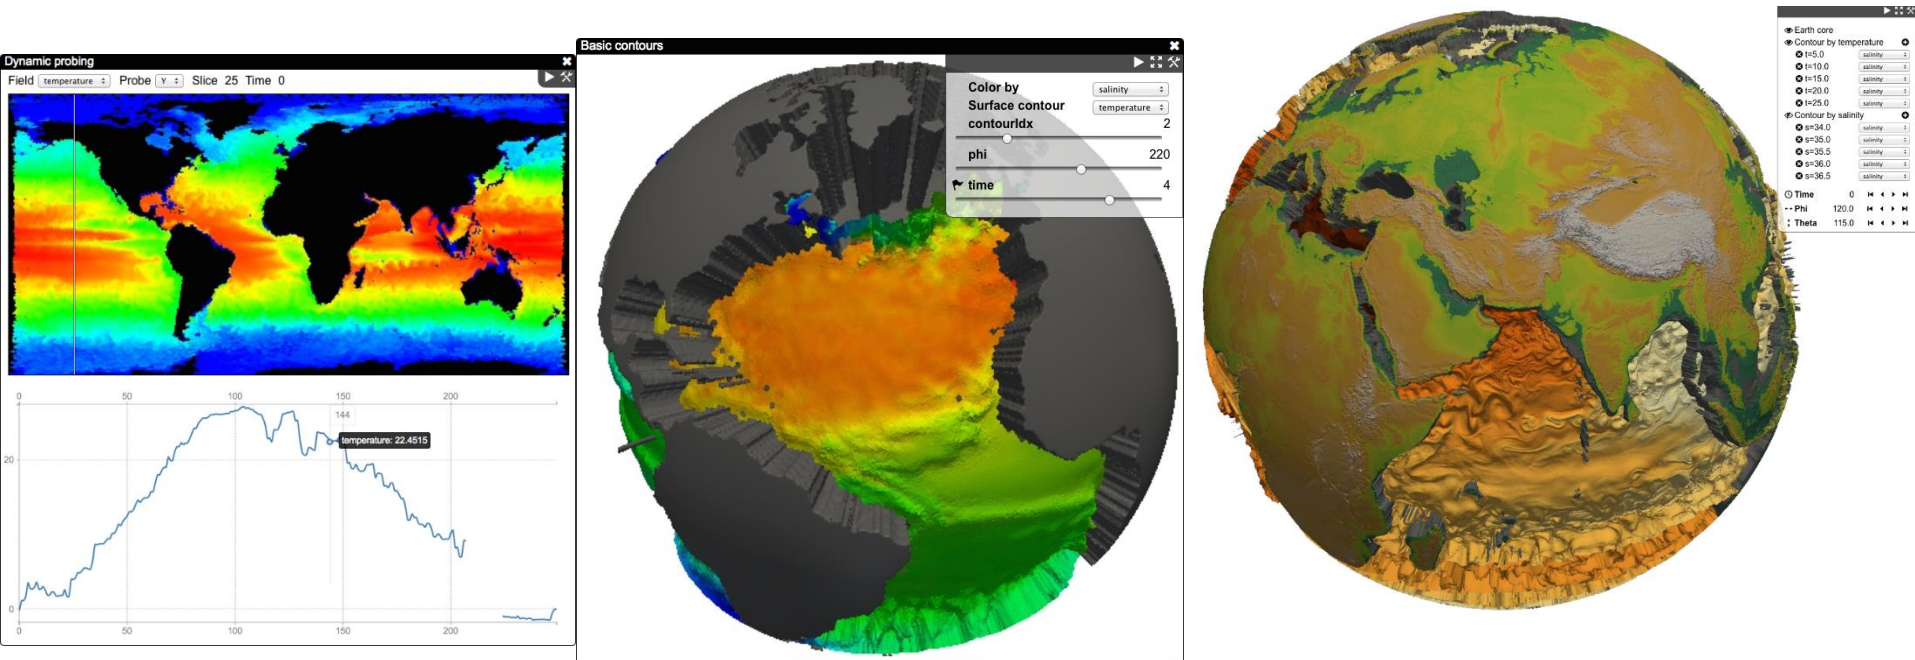 Dynamic probing
Field temperature Probe Y Slice 25 Time 0
0 50 100 150 200
144
temperature: 22.4515
20
0
0 50 100 150 200
Basic contours
Color by salinity
Surface contour temperature
contourIdx 2
phi 220
time 4
Earth core
Contour by temperature
t=5.0 salinity
t=10.0 salinity
t=15.0 salinity
t=20.0 salinity
t=25.0 salinity
Contour by salinity
s=34.0 salinity
s=35.0 salinity
s=35.5 salinity
s=36.0 salinity
s=36.5 salinity
Time 0
Phi 120.0
Theta 115.0